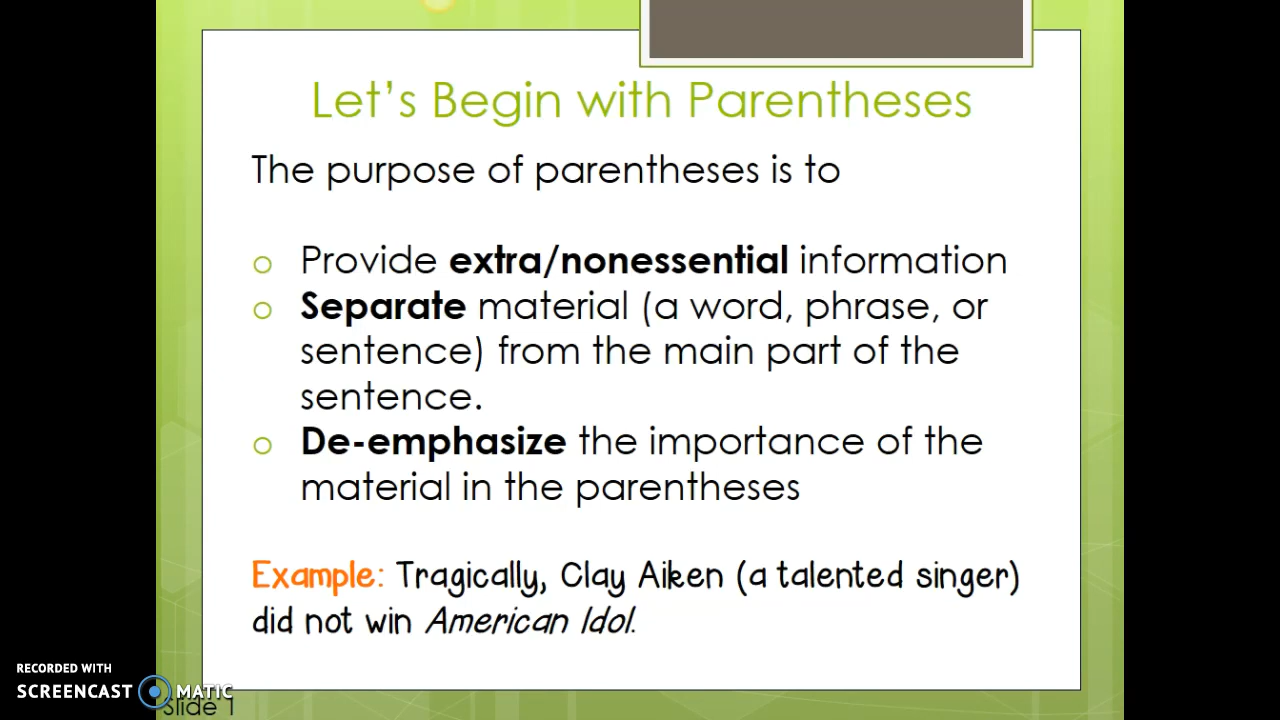 Let's Begin with Parentheses
The purpose of parentheses is to
o Provide extra/nonessential information
o Separate material (a word, phrase, or
sentence) from the main part of the
sentence.
o De-emphasize the importance of the
material in the parentheses
Example: Tragically, Clay Aiken (a talented singer)
did not win American Idol.
RECORDED WITH
SCREENCAST MATIC
Slide 1